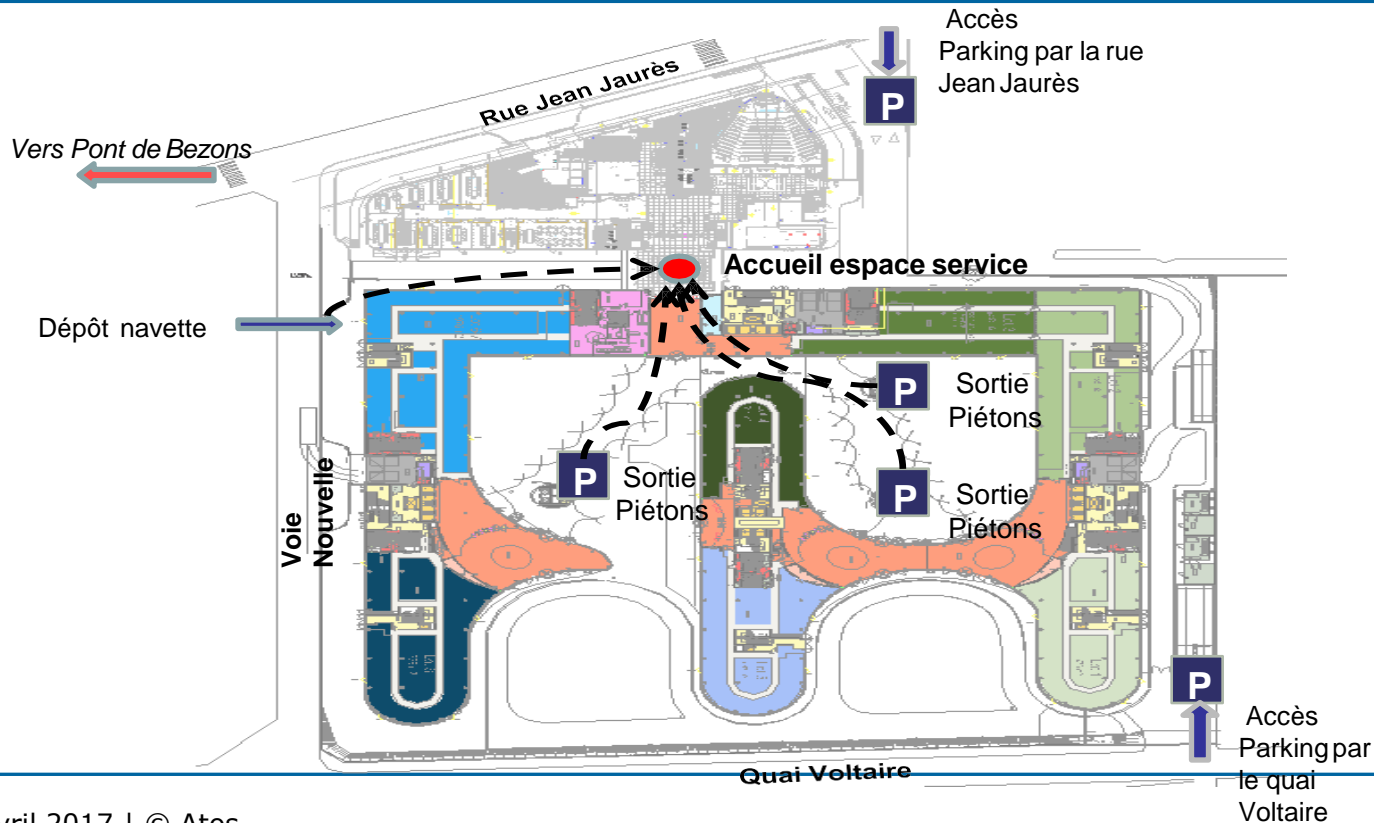 Accès
Parking par la rue
Jean Jaurès
P
Rue Jean Jaurès
Vers Pont de Bezons
Accueil espace service
Dépôt navette
P
Sortie
Piétons
P
Sortie
Piétons
P
Sortie
Piétons
Voie
Nouvelle
P
Accès
Parking par
le quai
Voltaire
Quai Voltaire
2017 | © Atos